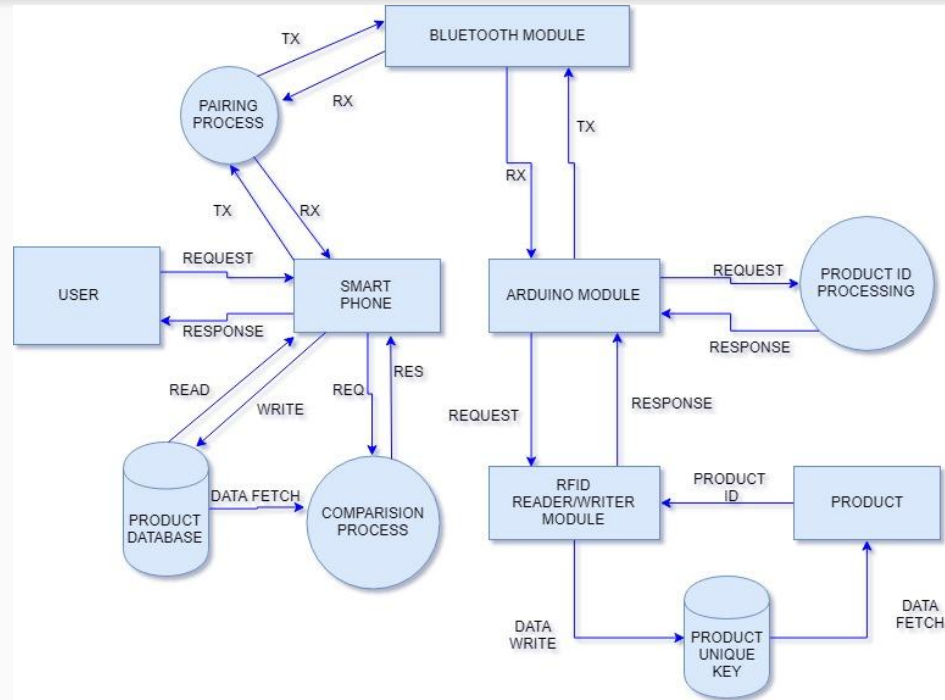 BLUETOOTH MODULE
TX
RX
PAIRING
PROCESS
TX
RX
RX
TX
USER
REQUEST
RESPONSE
SMART
PHONE
ARDUINO MODULE
REQUEST
RESPONSE
PRODUCT ID
PROCESSING
READ
WRITE
REQ
RES
REQUEST
RESPONSE
PRODUCT
DATABASE
DATA FETCH
COMPARISION
PROCESS
RFID
READER/WRITER
MODULE
PRODUCT
ID
PRODUCT
DATA
WRITE
PRODUCT
UNIQUE
KEY
DATA
FETCH